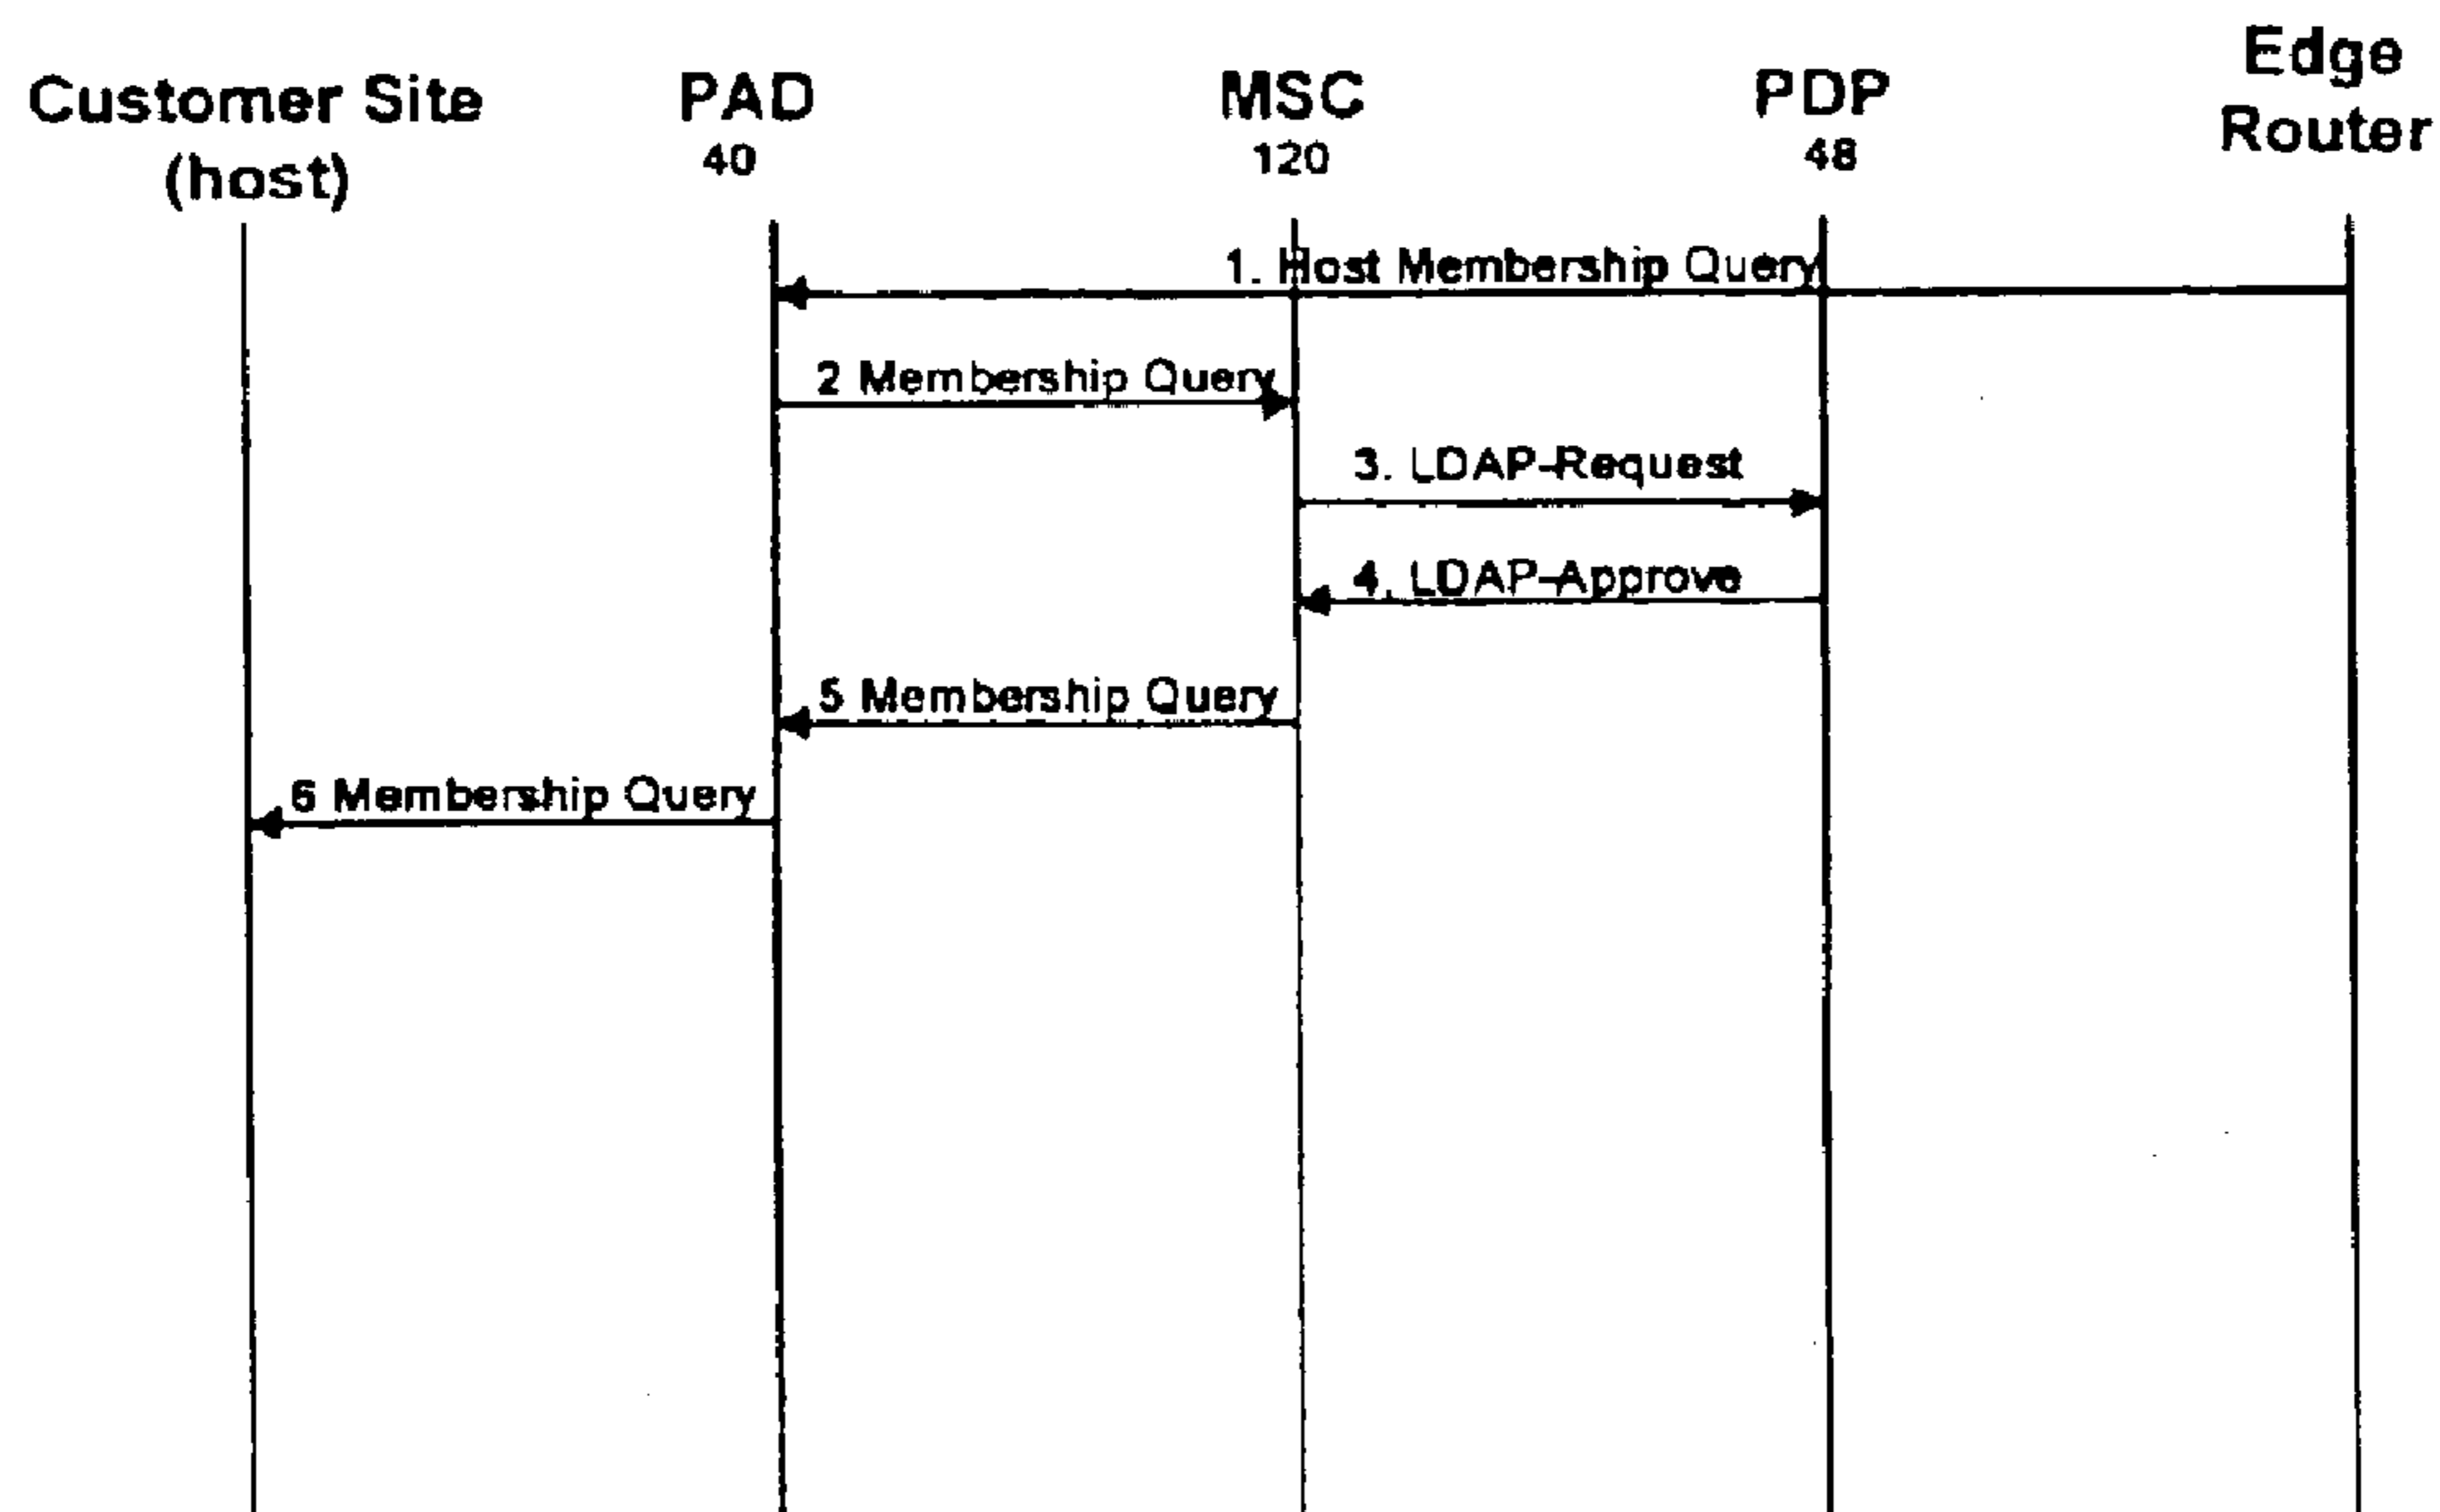 Customer Site
(host)
PAD
40
MSC
120
PDP
48
Edge
Router
1. Host Membership Query
2 Membership Query
3. LDAP-Request
4. LDAP-Approve
5 Membership Query
6 Membership Query